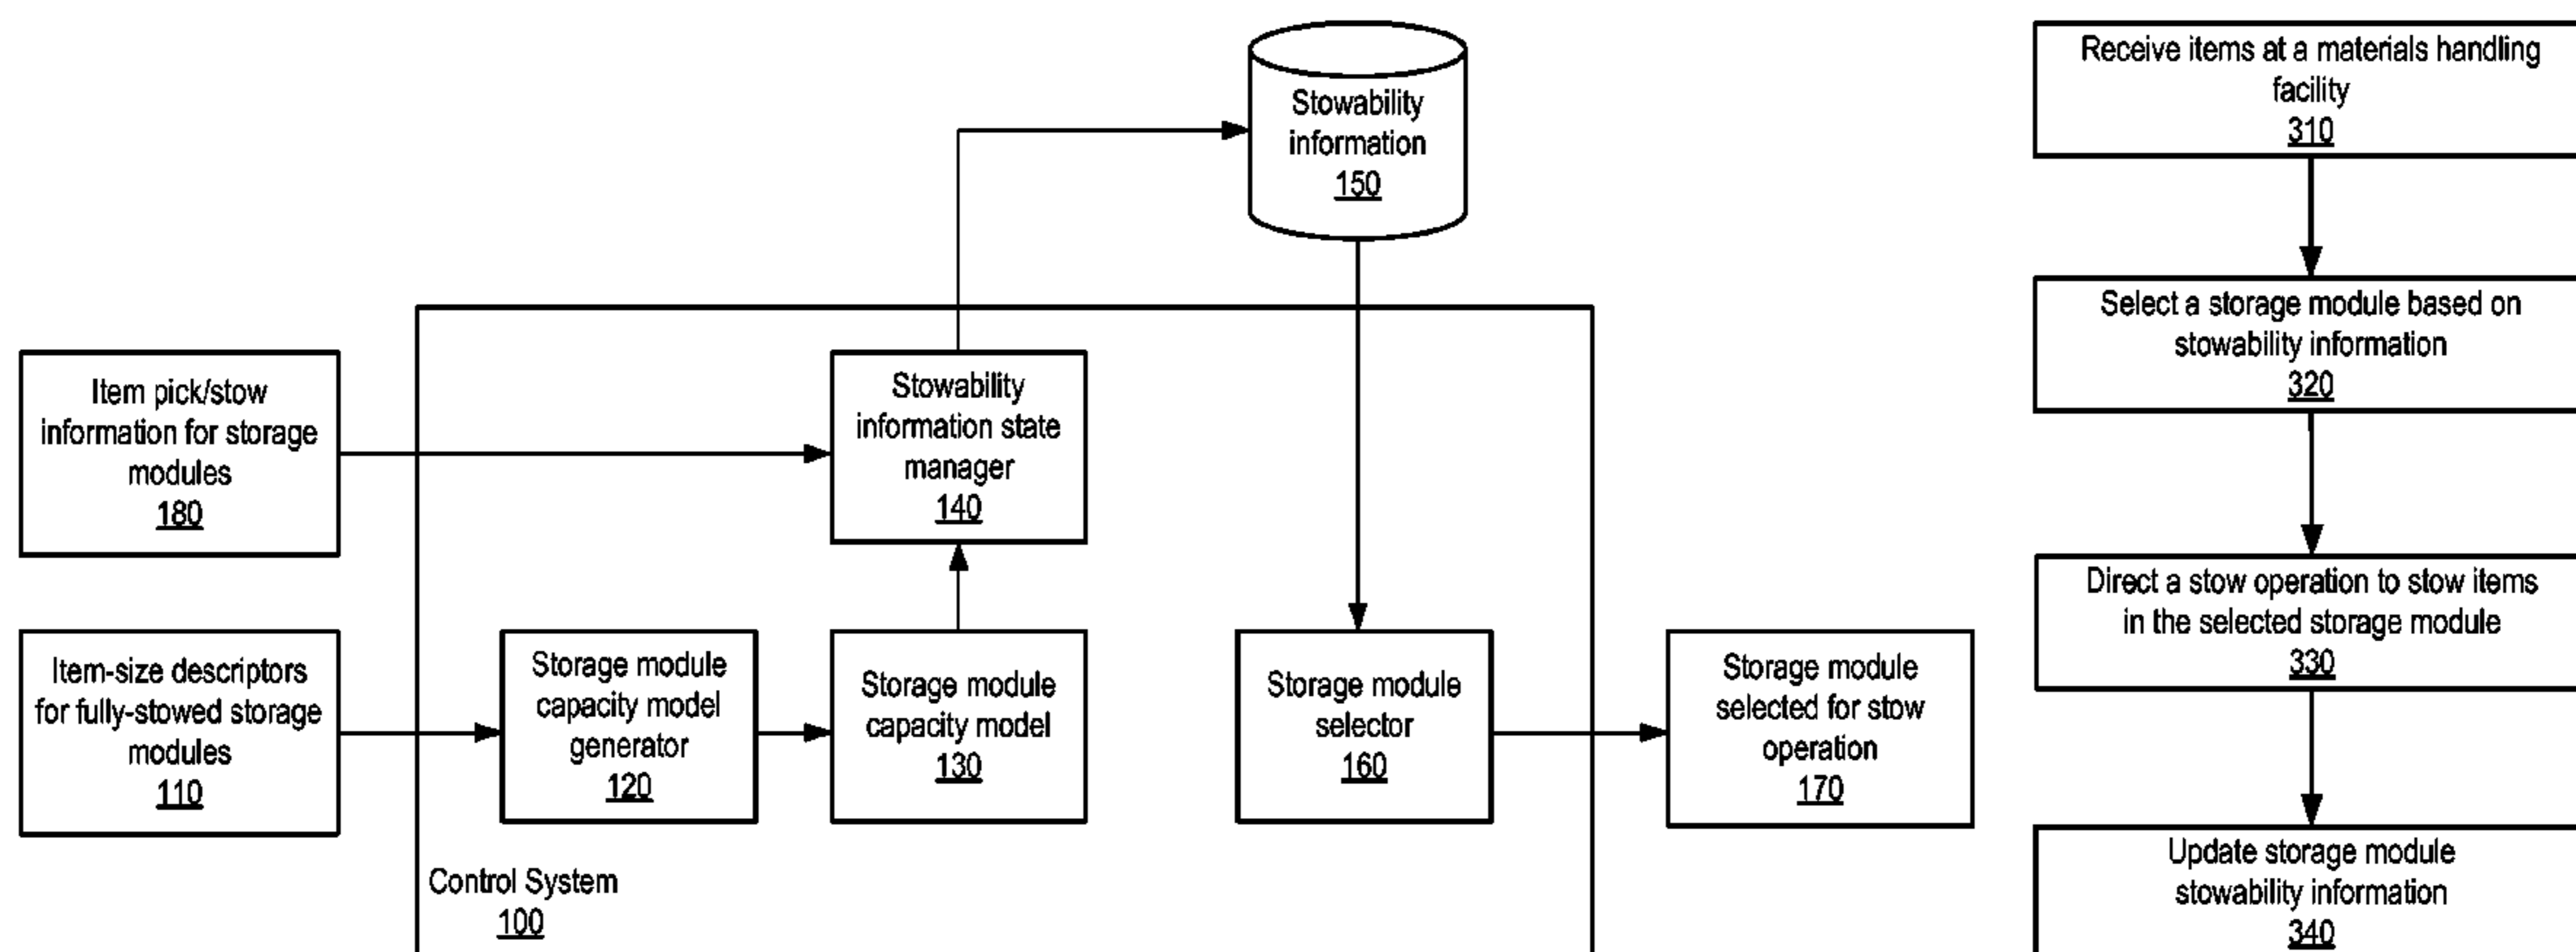 Stowability
information
150
Item pick/stow
information for storage
modules
180
Stowability
information state
manager
140
Item-size descriptors
for fully-stowed storage
modules
110
Storage module
capacity model
generator
120
Storage module
capacity model
130
Storage module
selector
160
Storage module
selected for stow
operation
170
Control System
100
Receive items at a materials handling
facility
310
Select a storage module based on
stowability information
320
Direct a stow operation to stow items
in the selected storage module
330
Update storage module
stowability information
340